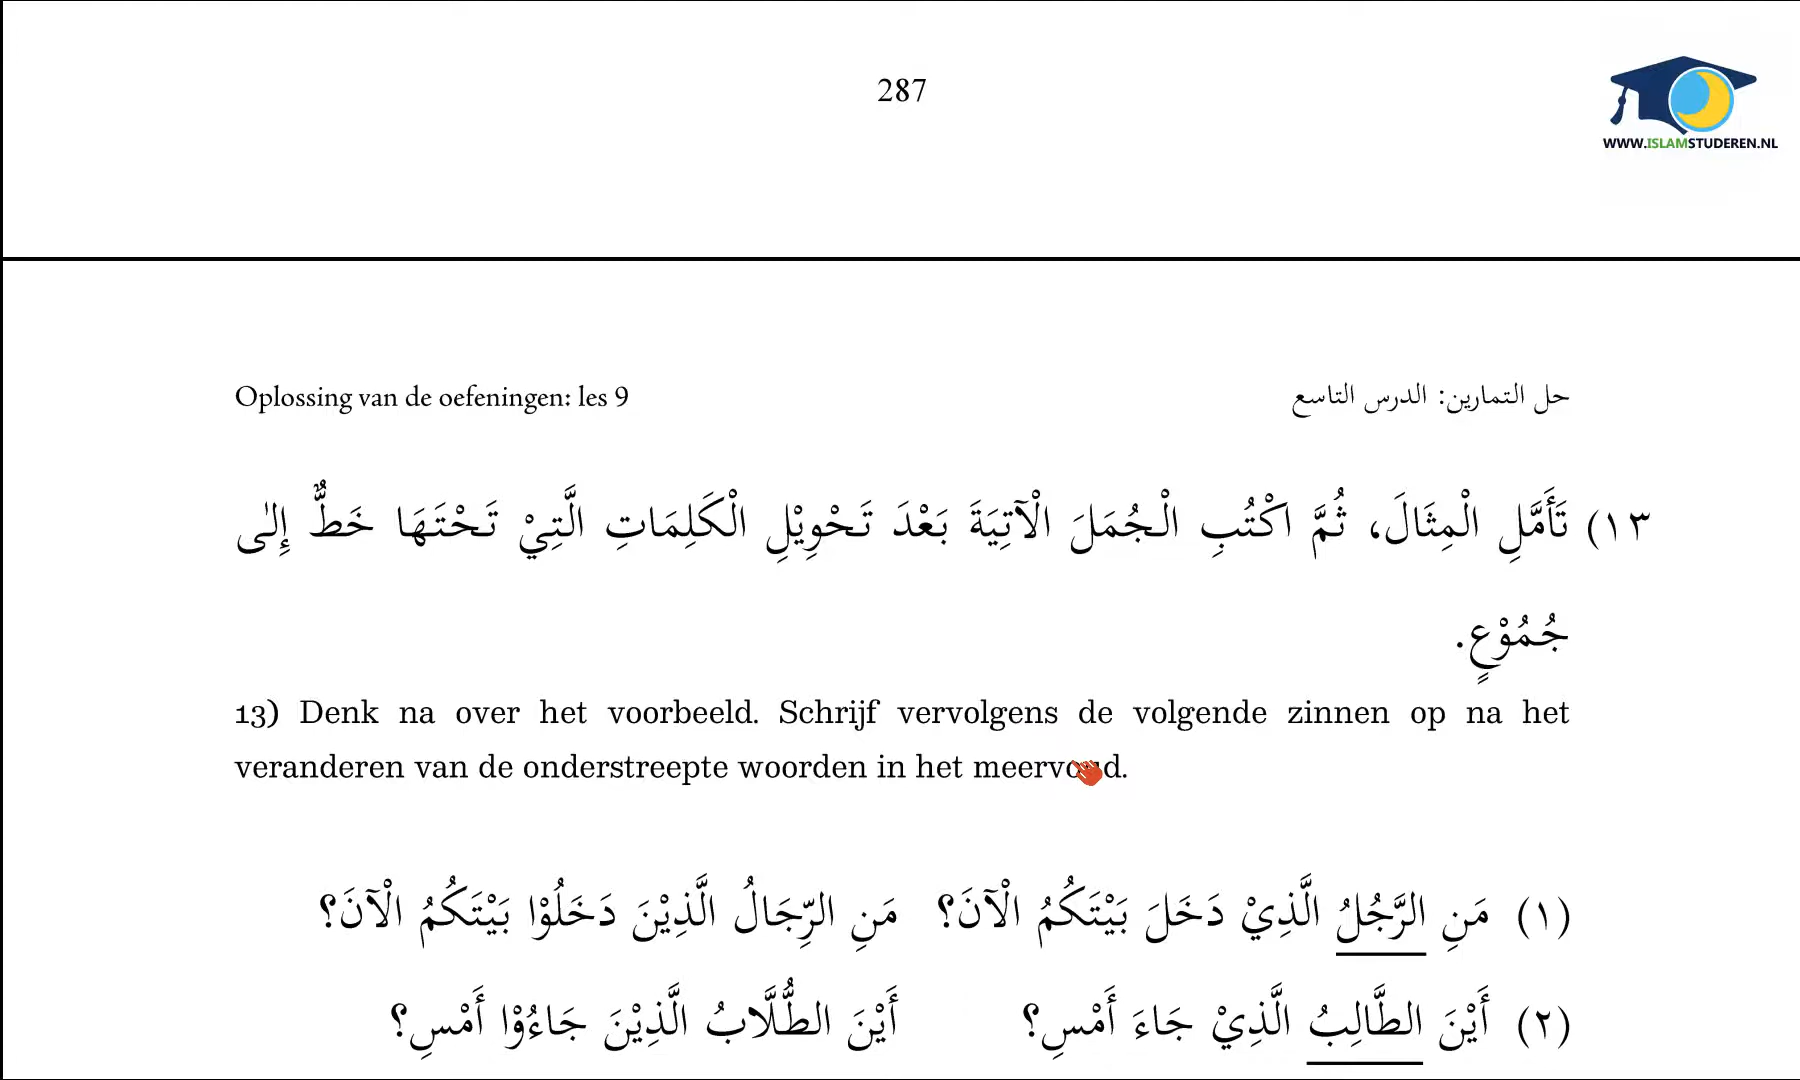 287
WWW.ISLAMSTUDEREN.NL
Oplossing van de oefeningen: les 9
حل التمارين: الدرس التاسع
١٣) تَأَمَّلِ الْمِثَالَ، ثُمَّ اكْتُبِ الْجُمَلَ الْآتِيَةَ بَعْدَ تَحْوِيْلِ الْكَلِمَاتِ الَّتِيْ تَحْتَهَا خَطٌّ إِلٰى
جُمُوْعٍ.
13) Denk na over het voorbeeld. Schrijf vervolgens de volgende zinnen op na het
veranderen van de onderstreepte woorden in het meervoud.
(١) مَنِ الرَّجُلُ الَّذِيْ دَخَلَ بَيْتَكُمُ الْآنَ؟ مَنِ الرِّجَالُ الَّذِيْنَ دَخَلُوْا بَيْتَكُمُ الْآنَ؟
(٢) أَيْنَ الطَّالِبُ الَّذِيْ جَاءَ أَمْسِ؟ أَيْنَ الطُّلَّابُ الَّذِيْنَ جَاءُوْا أَمْسِ؟